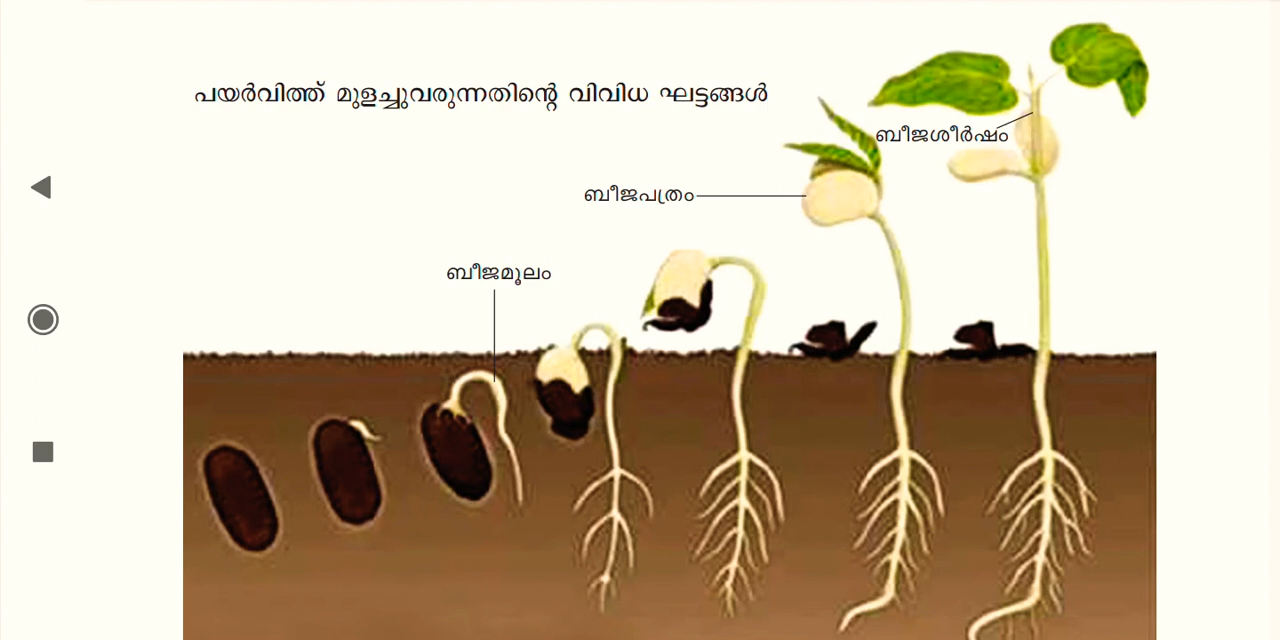 പയർവിത്ത് മുളച്ചുവരുന്നതിന്റെ വിവിധ ഘട്ടങ്ങൾ
ബീജശീർഷം
ബീജപത്രം
ബീജമൂലം